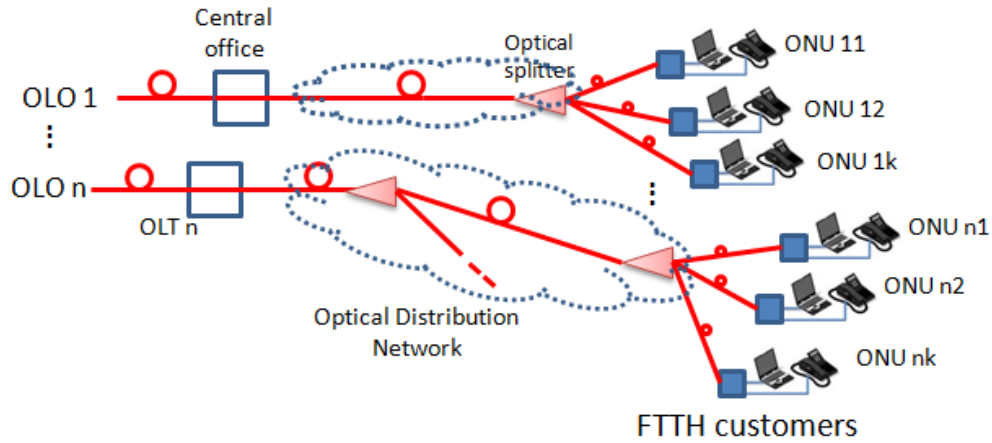 Central
office
Optical
splitter
ONU 11
OLO 1
ONU 12
⋮
ONU 1k
OLO n
⋮
OLT n
ONU n1
ONU n2
Optical Distribution
Network
ONU nk
FTTH customers